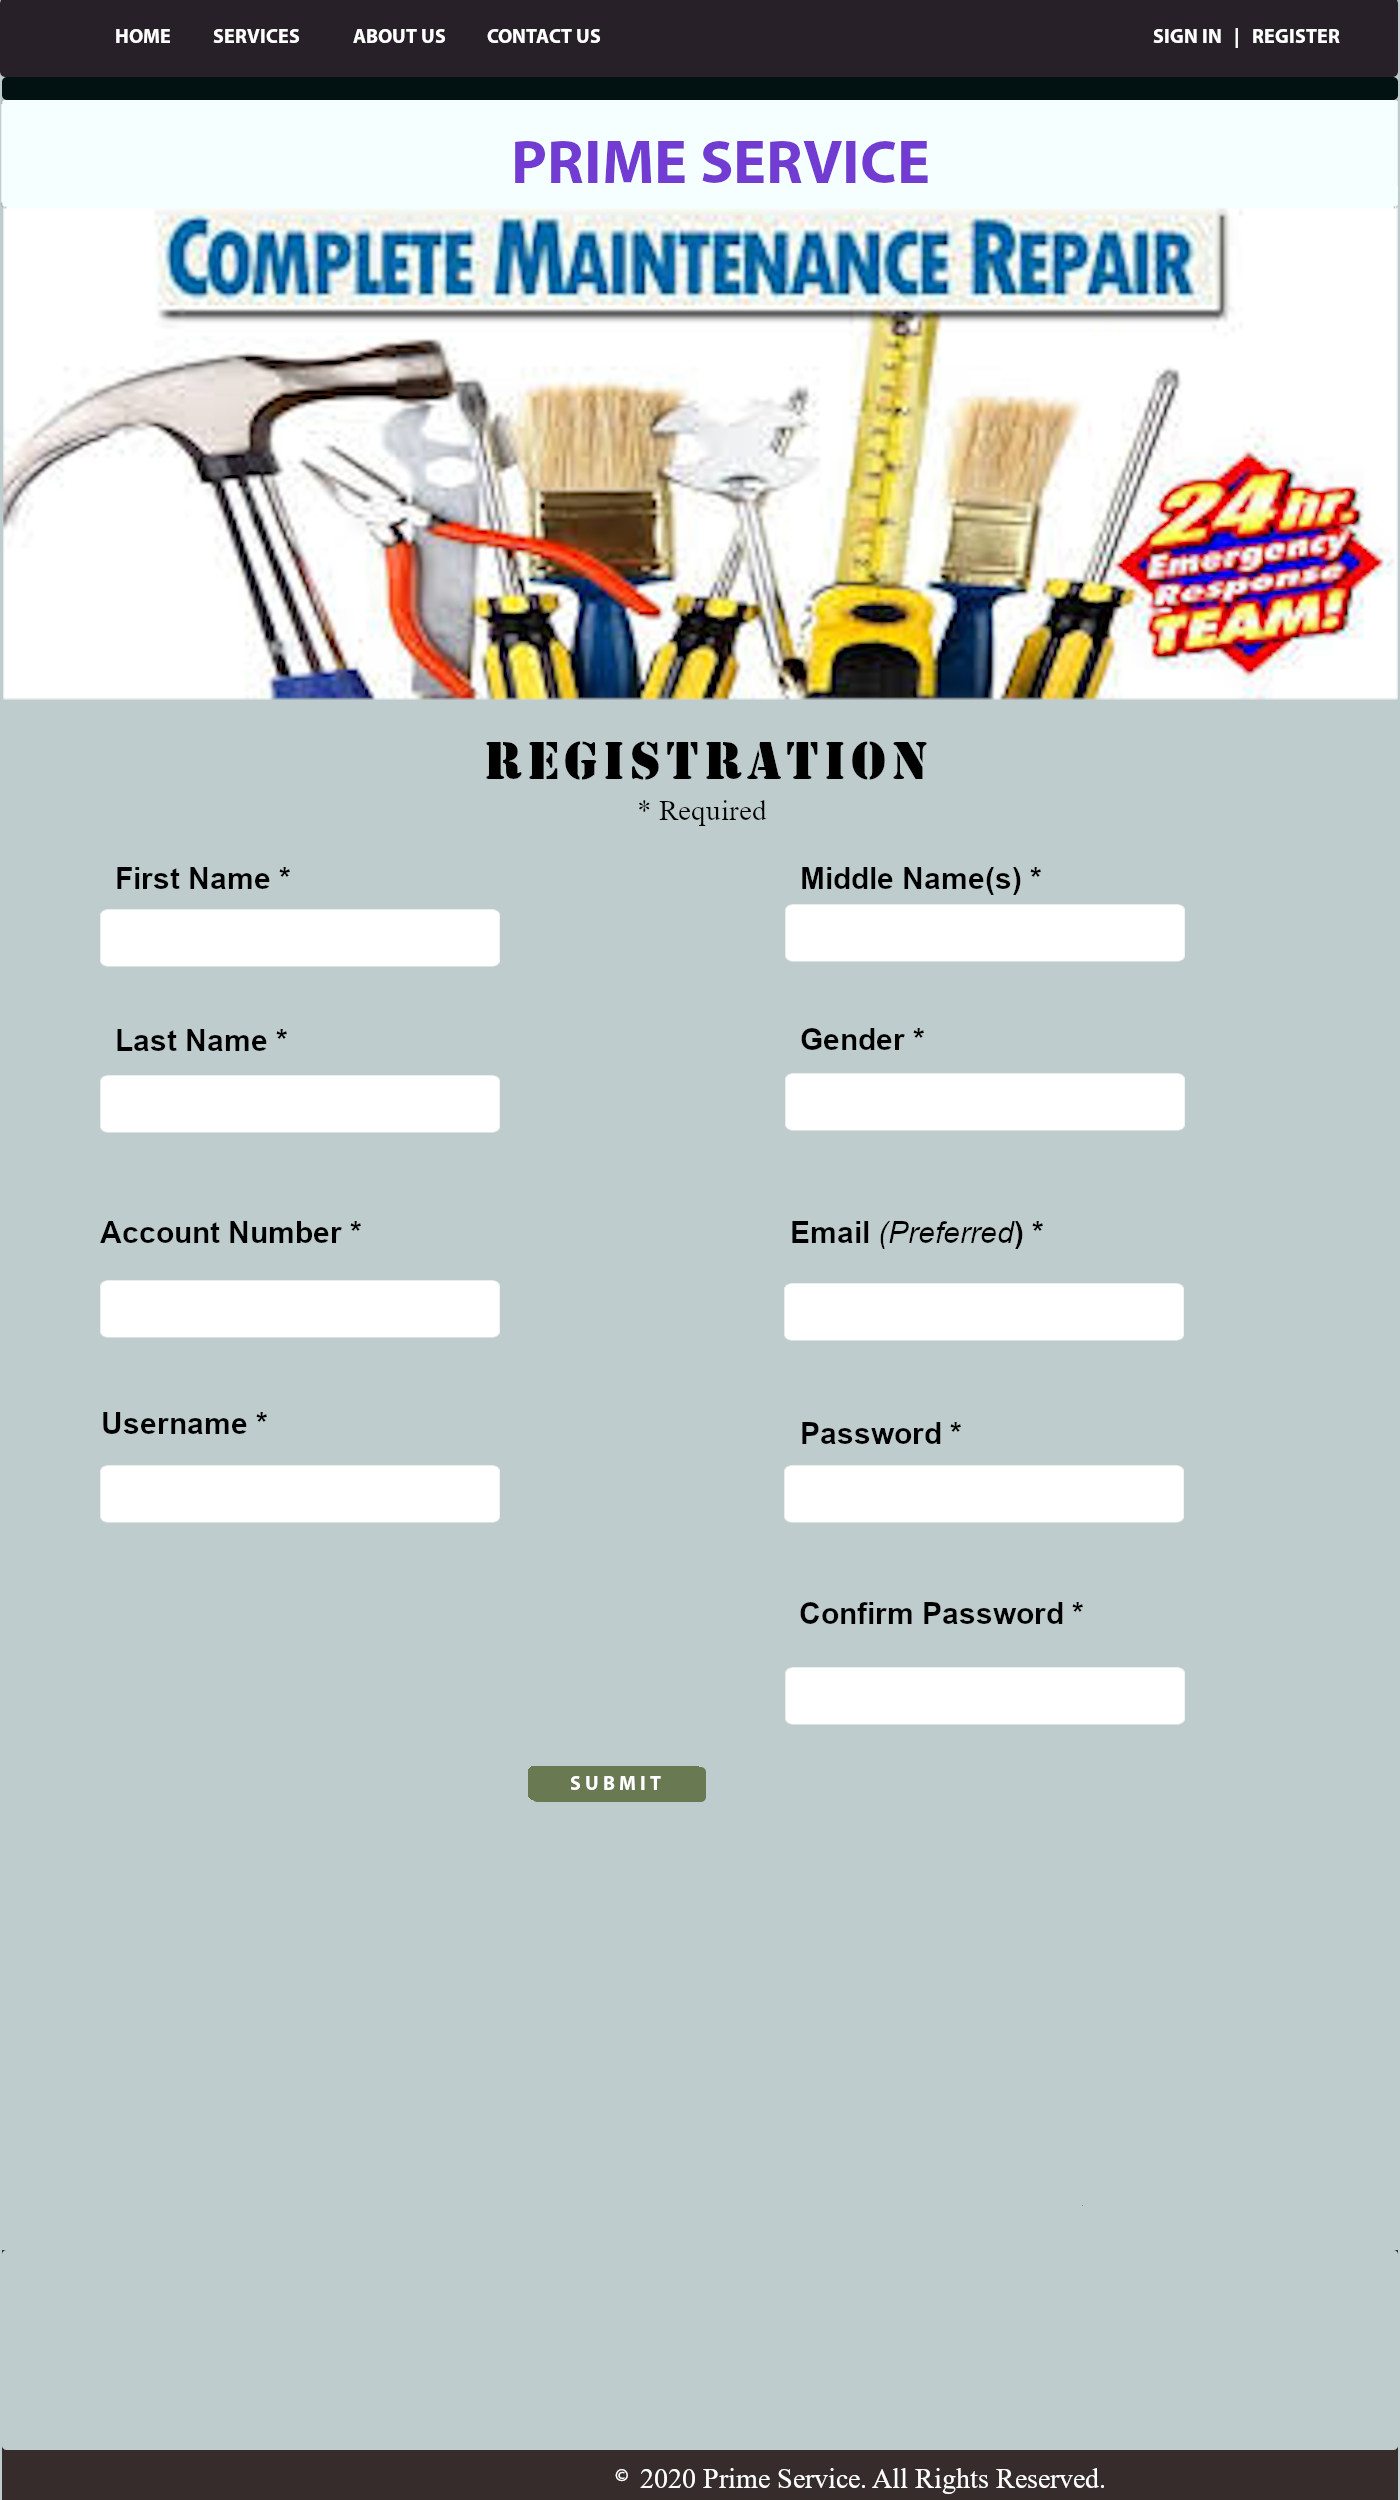 HOME SERVICES ABOUT US CONTACT US SIGN IN | REGISTER
PRIME SERVICE
COMPLETE MAINTENANCE REPAIR
24hr.
Emergency
Response
TEAM!
REGISTRATION
* Required
First Name * Middle Name(s) *
Last Name * Gender *
Account Number * Email (Preferred) *
Username * Password *
Confirm Password *
SUBMIT
© 2020 Prime Service. All Rights Reserved.